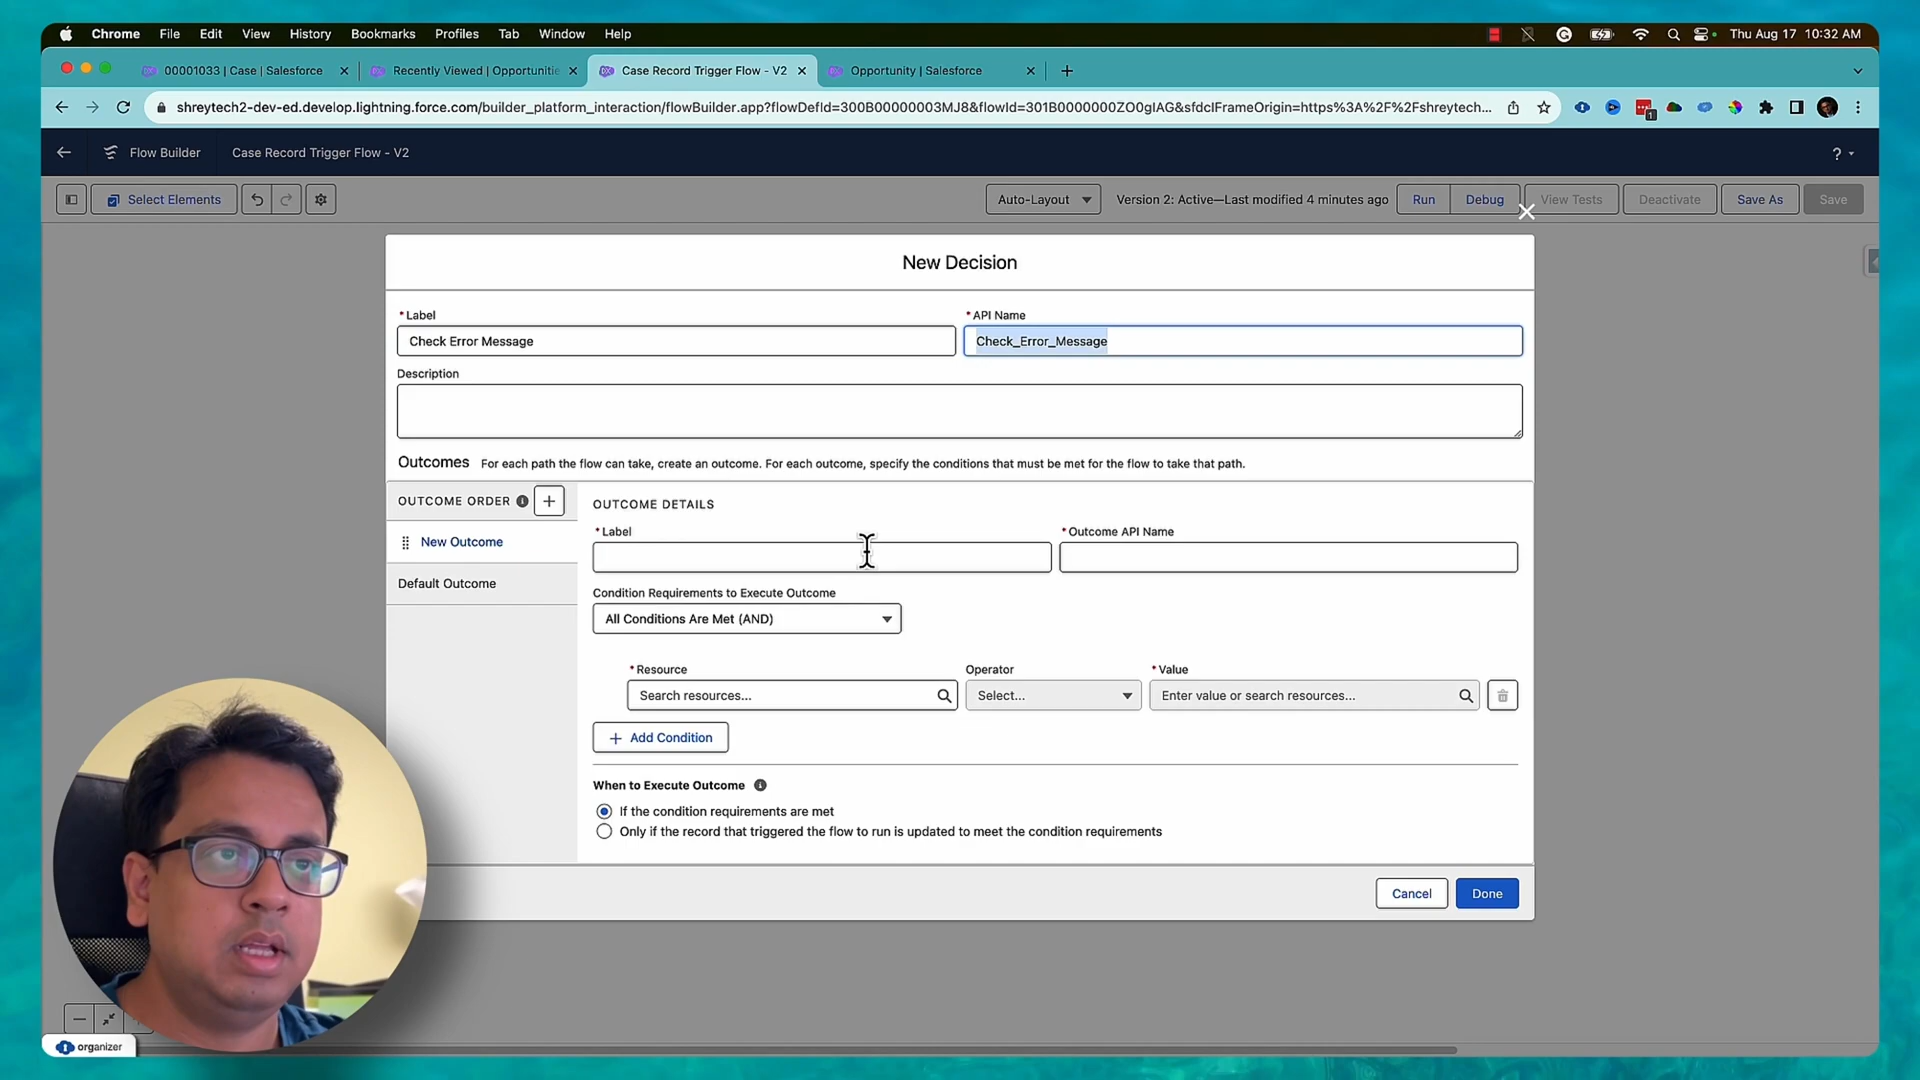 Chrome File Edit View History Bookmarks Profiles Tab Window Help Thu Aug 17 10:32 AM
00001033 | Case | Salesforce Recently Viewed | Opportunitie Case Record Trigger Flow - V2 Opportunity | Salesforce
shreytech2-dev-ed.develop.lightning.force.com/builder_platform_interaction/flowBuilder.app?flowDefId=300B00000003MJ8&flowId=301B0000000ZO0gIAG&sfdcIFrameOrigin=https%3A%2F%2Fshreytech...
1
Flow Builder Case Record Trigger Flow - V2 ?
Select Elements Auto-Layout Version 2: Active—Last modified 4 minutes ago Run Debug View Tests Deactivate Save As Save
New Decision
* Label * API Name
Check Error Message Check_Error_Message
Description
Outcomes For each path the flow can take, create an outcome. For each outcome, specify the conditions that must be met for the flow to take that path.
OUTCOME ORDER OUTCOME DETAILS
* Label * Outcome API Name
New Outcome
Default Outcome
Condition Requirements to Execute Outcome
All Conditions Are Met (AND)
* Resource Operator * Value
Search resources... Select... Enter value or search resources...
Add Condition
When to Execute Outcome
If the condition requirements are met
Only if the record that triggered the flow to run is updated to meet the condition requirements
Cancel Done
organizer